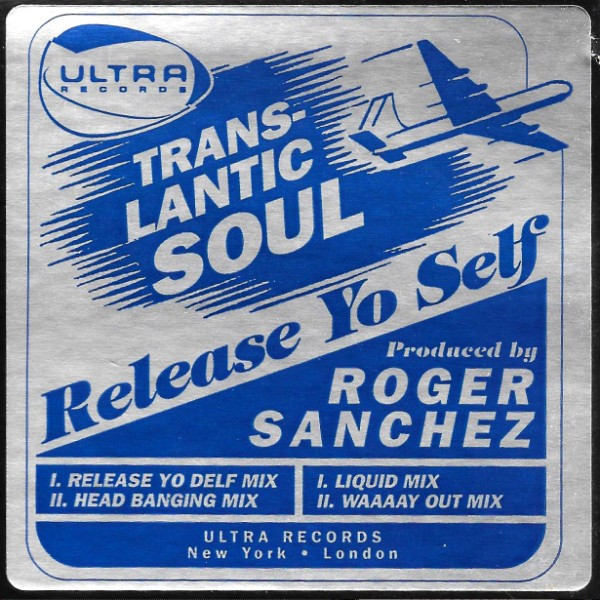 ULTRA
RECORDS
TRANS-
LANTIC
SOUL
Release Yo Self
Produced by
ROGER
SANCHEZ
I. RELEASE YO DELF MIX
II. HEAD BANGING MIX
I. LIQUID MIX
II. WAAAAY OUT MIX
ULTRA RECORDS
New York • London